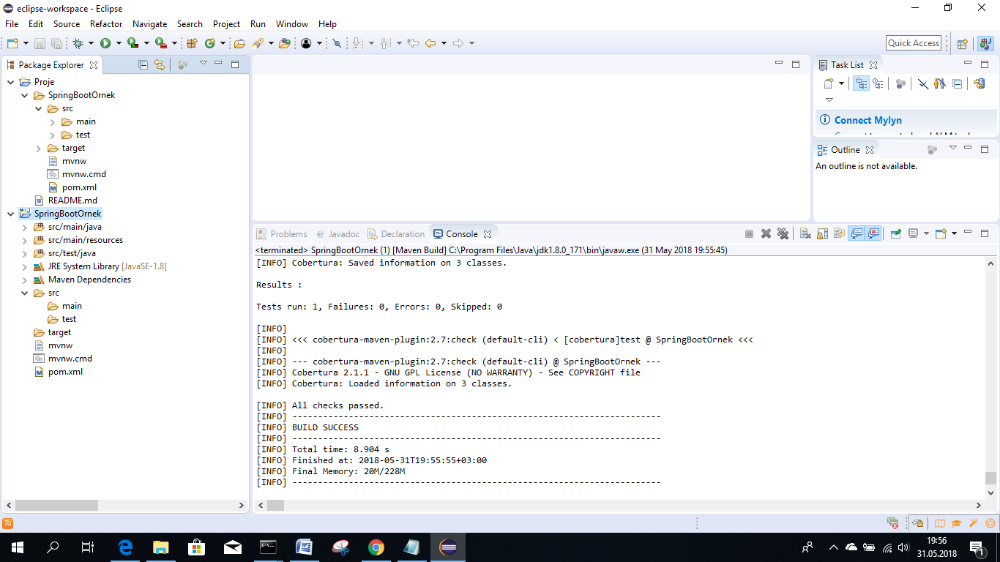 eclipse-workspace - Eclipse
File Edit Source Refactor Navigate Search Project Run Window Help
Quick Access
Package Explorer
Proje
SpringBootOrnek
src
main
test
target
mvnw
mvnw.cmd
pom.xml
README.md
SpringBootOrnek
src/main/java
src/main/resources
src/test/java
JRE System Library [JavaSE-1.8]
Maven Dependencies
src
main
test
target
mvnw
mvnw.cmd
pom.xml
Task List
Connect Mylyn
Outline
An outline is not available.
Problems @ Javadoc Declaration Console
<terminated> SpringBootOrnek (1) [Maven Build] C:\Program Files\Java\jdk1.8.0_171\bin\javaw.exe (31 May 2018 19:55:45)
[INFO] Cobertura: Saved information on 3 classes.
Results :
Tests run: 1, Failures: 0, Errors: 0, Skipped: 0
[INFO]
[INFO] <<< cobertura-maven-plugin:2.7:check (default-cli) < [cobertura]test @ SpringBootOrnek <<<
[INFO]
[INFO] --- cobertura-maven-plugin:2.7:check (default-cli) @ SpringBootOrnek ---
[INFO] Cobertura 2.1.1 - GNU GPL License (NO WARRANTY) - See COPYRIGHT file
[INFO] Cobertura: Loaded information on 3 classes.
[INFO] All checks passed.
[INFO] ------------------------------------------------------------------------
[INFO] BUILD SUCCESS
[INFO] ------------------------------------------------------------------------
[INFO] Total time: 8.904 s
[INFO] Finished at: 2018-05-31T19:55:55+03:00
[INFO] Final Memory: 20M/228M
[INFO] ------------------------------------------------------------------------
19:56
31.05.2018
1